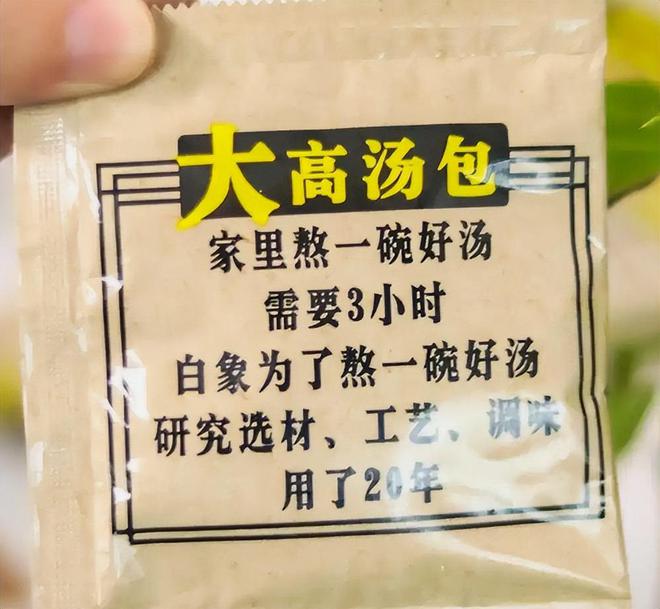 大高汤包
家里熬一碗好汤
需要3小时
白象为了熬一碗好汤
研究选材、工艺、调味
用了20年